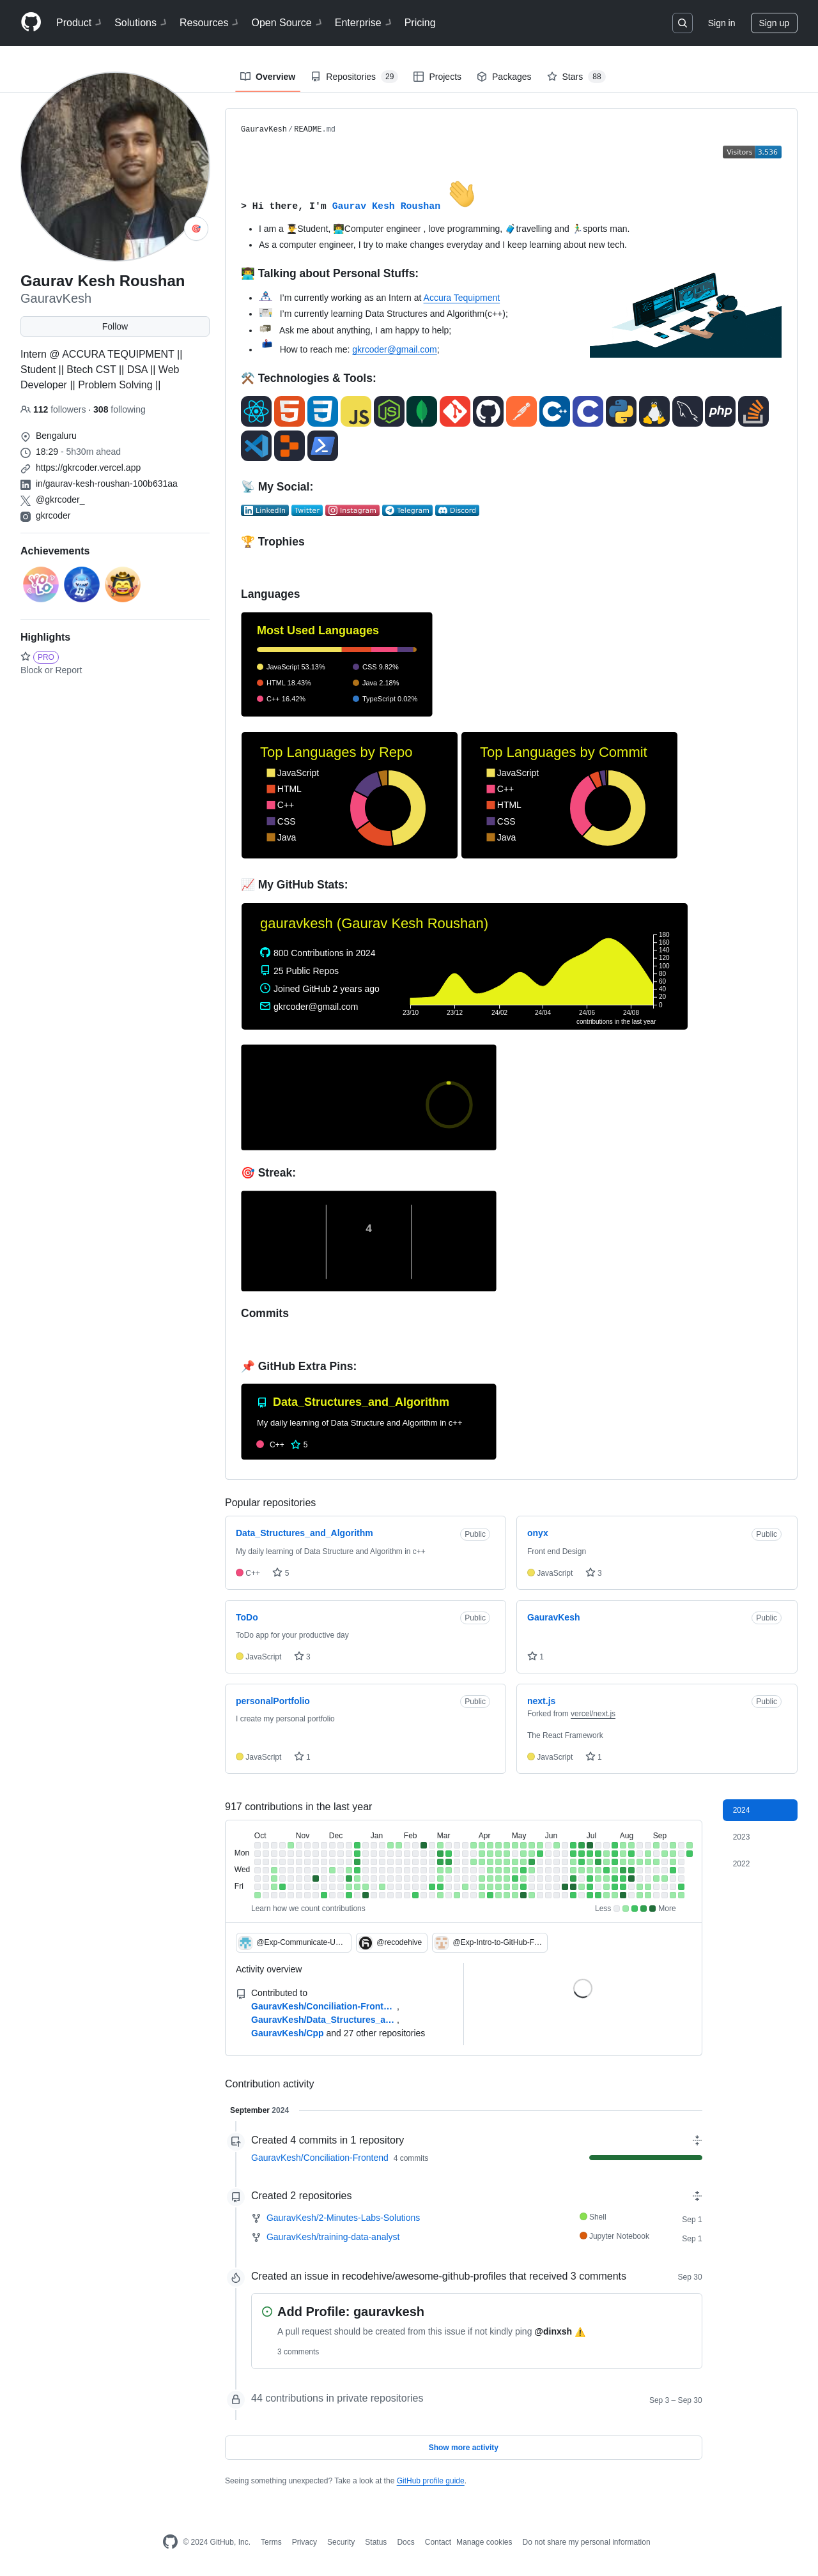 Product Solutions Resources Open Source Enterprise Pricing Sign in Sign up
Overview Repositories 29 Projects Packages Stars 88
Gaurav Kesh Roushan
GauravKesh
Follow
Intern @ ACCURA TEQUIPMENT ||
Student || Btech CST || DSA || Web
Developer || Problem Solving ||
112 followers · 308 following
Bengaluru
18:29 - 5h30m ahead
https://gkrcoder.vercel.app
in/gaurav-kesh-roushan-100b631aa
@gkrcoder_
gkrcoder
Achievements
YOLO
Highlights
PRO
Block or Report
GauravKesh/README.md
Visitors 3,536
> Hi there, I'm Gaurav Kesh Roushan 👋
I am a 👨‍🎓Student, 👨‍💻Computer engineer , love programming, 🧳travelling and 🏃sports man.
As a computer engineer, I try to make changes everyday and I keep learning about new tech.
👨‍💻 Talking about Personal Stuffs:
I'm currently working as an Intern at Accura Tequipment
I'm currently learning Data Structures and Algorithm(c++);
Ask me about anything, I am happy to help;
How to reach me: gkrcoder@gmail.com;
🛠️ Technologies & Tools:
JS JS C++ C php
📡 My Social:
LinkedIn Twitter Instagram Telegram Discord
🏆 Trophies
Languages
Most Used Languages
JavaScript 53.13% CSS 9.82%
HTML 18.43% Java 2.18%
C++ 16.42% TypeScript 0.02%
Top Languages by Repo
JavaScript
HTML
C++
CSS
Java
Top Languages by Commit
JavaScript
C++
HTML
CSS
Java
📈 My GitHub Stats:
gauravkesh (Gaurav Kesh Roushan)
800 Contributions in 2024
25 Public Repos
Joined GitHub 2 years ago
gkrcoder@gmail.com
180
160
140
120
100
80
60
40
20
0
23/10 23/12 24/02 24/04 24/06 24/08
contributions in the last year
🎯 Streak:
4
Commits
📌 GitHub Extra Pins:
Data_Structures_and_Algorithm
My daily learning of Data Structure and Algorithm in c++
C++ 5
Popular repositories
Data_Structures_and_Algorithm Public
My daily learning of Data Structure and Algorithm in c++
C++ 5
onyx Public
Front end Design
JavaScript 3
ToDo Public
ToDo app for your productive day
JavaScript 3
GauravKesh Public
1
personalPortfolio Public
I create my personal portfolio
JavaScript 1
next.js Public
Forked from vercel/next.js
The React Framework
JavaScript 1
917 contributions in the last year
2024
2023
2022
Oct Nov Dec Jan Feb Mar Apr May Jun Jul Aug Sep
Mon
Wed
Fri
Learn how we count contributions Less More
@Exp-Communicate-U… @recodehive @Exp-Intro-to-GitHub-F…
Activity overview
Contributed to
GauravKesh/Conciliation-Front… ,
GauravKesh/Data_Structures_a… ,
GauravKesh/Cpp and 27 other repositories
Contribution activity
September 2024
Created 4 commits in 1 repository
GauravKesh/Conciliation-Frontend 4 commits
Created 2 repositories
GauravKesh/2-Minutes-Labs-Solutions Shell Sep 1
GauravKesh/training-data-analyst Jupyter Notebook Sep 1
Created an issue in recodehive/awesome-github-profiles that received 3 comments Sep 30
Add Profile: gauravkesh
A pull request should be created from this issue if not kindly ping @dinxsh ⚠️
3 comments
44 contributions in private repositories Sep 3 – Sep 30
Show more activity
Seeing something unexpected? Take a look at the GitHub profile guide.
© 2024 GitHub, Inc. Terms Privacy Security Status Docs Contact Manage cookies Do not share my personal information